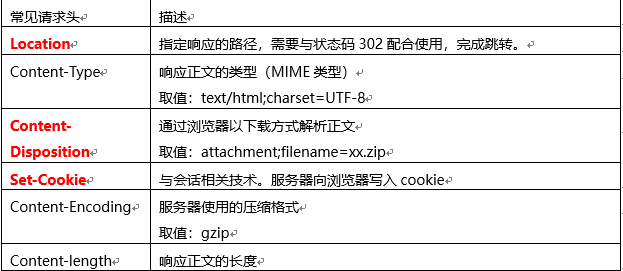 常见请求头 描述
Location 指定响应的路径，需要与状态码 302 配合使用，完成跳转。
Content-Type 响应正文的类型（MIME 类型）
取值：text/html;charset=UTF-8
Content- 通过浏览器以下载方式解析正文
Disposition 取值：attachment;filename=xx.zip
Set-Cookie 与会话相关技术。服务器向浏览器写入 cookie
Content-Encoding 服务器使用的压缩格式
取值：gzip
Content-length 响应正文的长度